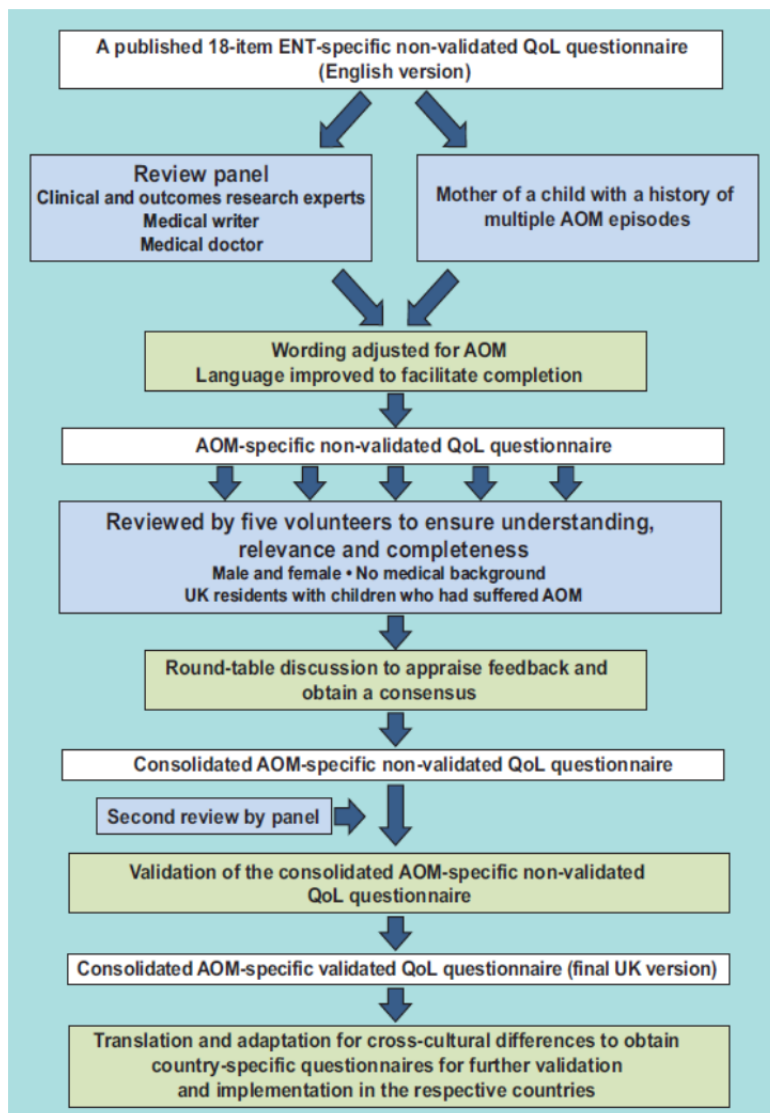 A published 18-item ENT-specific non-validated QoL questionnaire
(English version)
Review panel
Clinical and outcomes research experts
Medical writer
Medical doctor
Mother of a child with a history of
multiple AOM episodes
Wording adjusted for AOM
Language improved to facilitate completion
AOM-specific non-validated QoL questionnaire
Reviewed by five volunteers to ensure understanding,
relevance and completeness
Male and female • No medical background
UK residents with children who had suffered AOM
Round-table discussion to appraise feedback and
obtain a consensus
Consolidated AOM-specific non-validated QoL questionnaire
Second review by panel
Validation of the consolidated AOM-specific non-validated
QoL questionnaire
Consolidated AOM-specific validated QoL questionnaire (final UK version)
Translation and adaptation for cross-cultural differences to obtain
country-specific questionnaires for further validation
and implementation in the respective countries